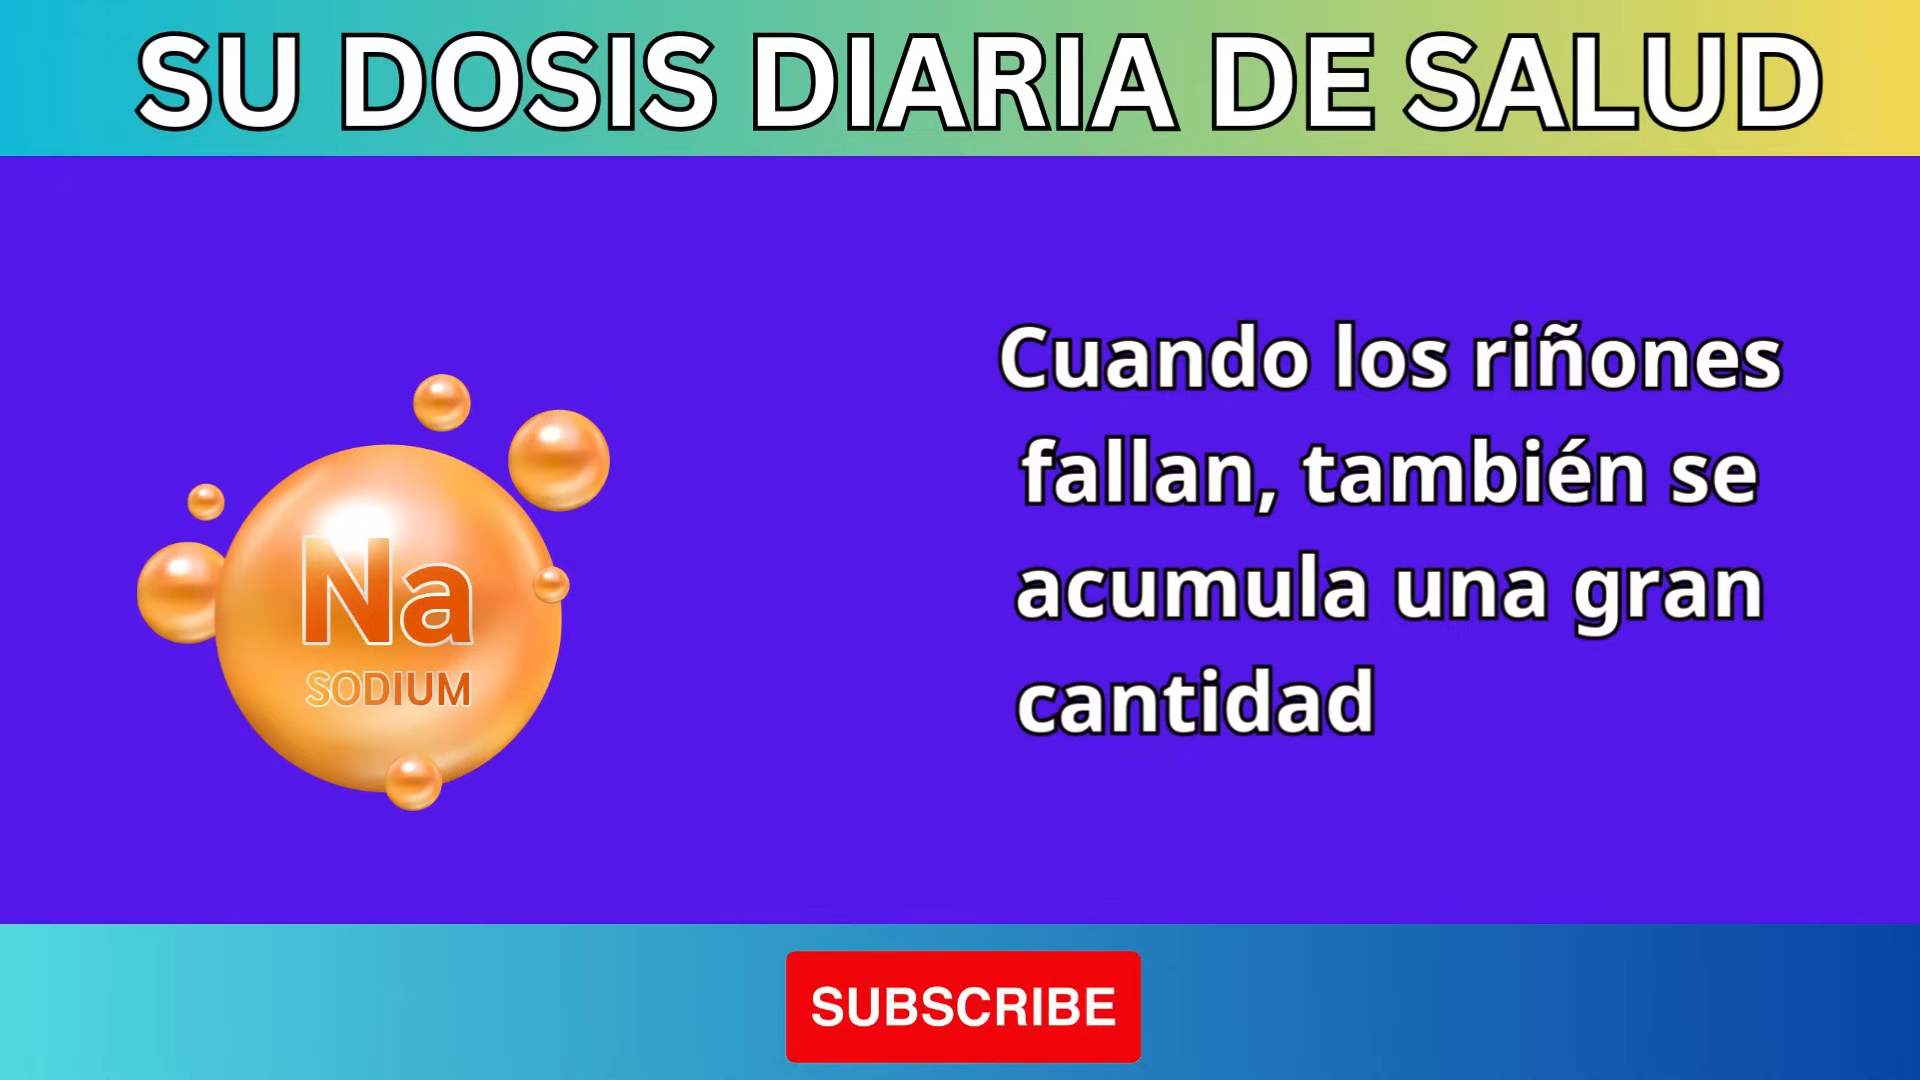 SU DOSIS DIARIA DE SALUD
Cuando los riñones
fallan, también se
acumula una gran
cantidad
Na
SODIUM
SUBSCRIBE